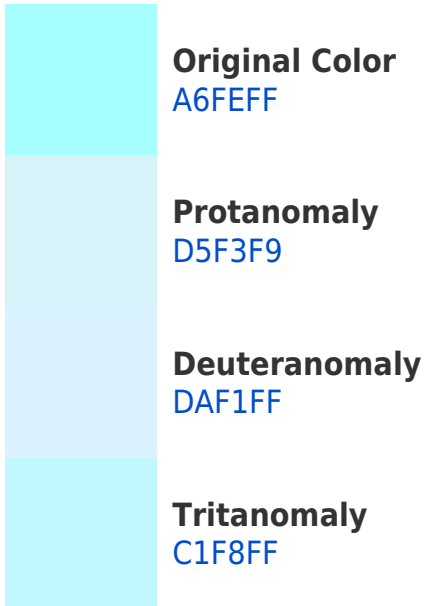 Original Color
A6FEFF
Protanomaly
D5F3F9
Deuteranomaly
DAF1FF
Tritanomaly
C1F8FF